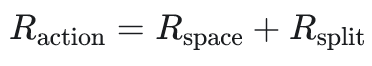 R_action = R_space + R_split